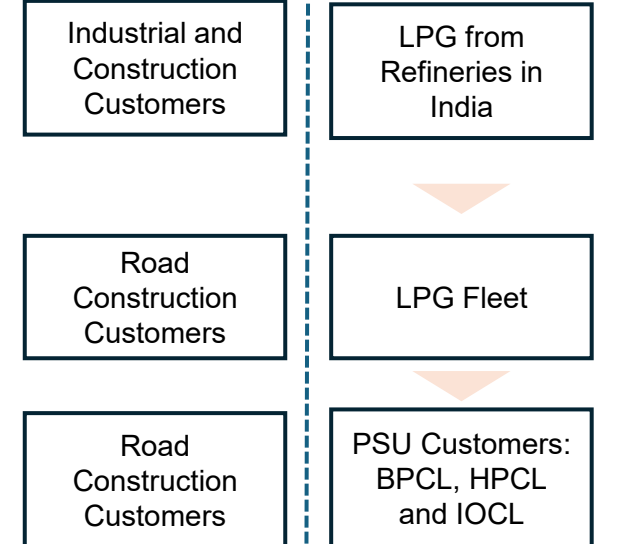 Industrial and
Construction
Customers
Road
Construction
Customers
Road
Construction
Customers
LPG from
Refineries in
India
LPG Fleet
PSU Customers:
BPCL, HPCL
and IOCL